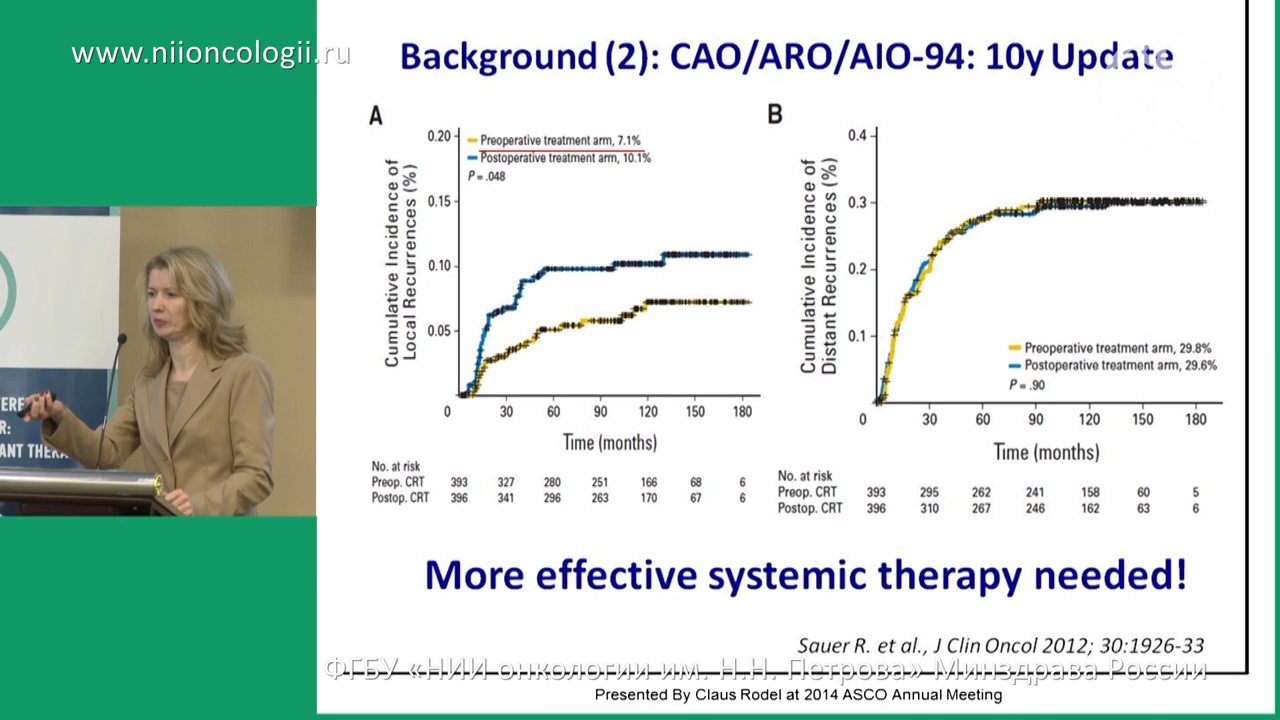 www.niioncologii.ru
Background (2): CAO/ARO/AIO-94: 10y Update
A
Cumulative Incidence of
Local Recurrences (%)
0.20
0.15
0.10
0.05
Preoperative treatment arm, 7.1%
Postoperative treatment arm, 10.1%
P = .048
0 30 60 90 120 150 180
Time (months)
No. at risk
Preop. CRT 393 327 280 251 166 68 6
Postop. CRT 396 341 296 263 170 67 6
B
Cumulative Incidence of
Distant Recurrences (%)
0.4
0.3
0.2
0.1
Preoperative treatment arm, 29.8%
Postoperative treatment arm, 29.6%
P = .90
0 30 60 90 120 150 180
Time (months)
No. at risk
Preop. CRT 393 295 262 241 158 60 5
Postop. CRT 396 310 267 246 162 63 6
More effective systemic therapy needed!
Sauer R. et al., J Clin Oncol 2012; 30:1926-33
ФГБУ «НИИ онкологии им. Н.Н. Петрова» Минздрава России
Presented By Claus Rodel at 2014 ASCO Annual Meeting